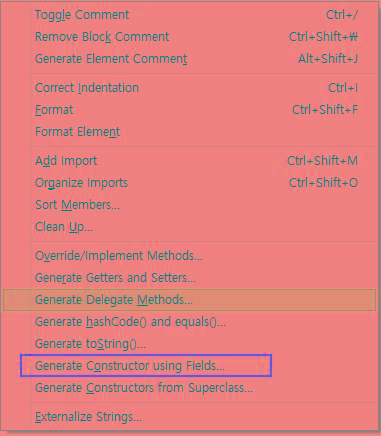 Toggle Comment Ctrl+/
Remove Block Comment Ctrl+Shift+₩
Generate Element Comment Alt+Shift+J
Correct Indentation Ctrl+I
Format Ctrl+Shift+F
Format Element
Add Import Ctrl+Shift+M
Organize Imports Ctrl+Shift+O
Sort Members...
Clean Up...
Override/Implement Methods...
Generate Getters and Setters...
Generate Delegate Methods...
Generate hashCode() and equals()...
Generate toString()...
Generate Constructor using Fields...
Generate Constructors from Superclass...
Externalize Strings...